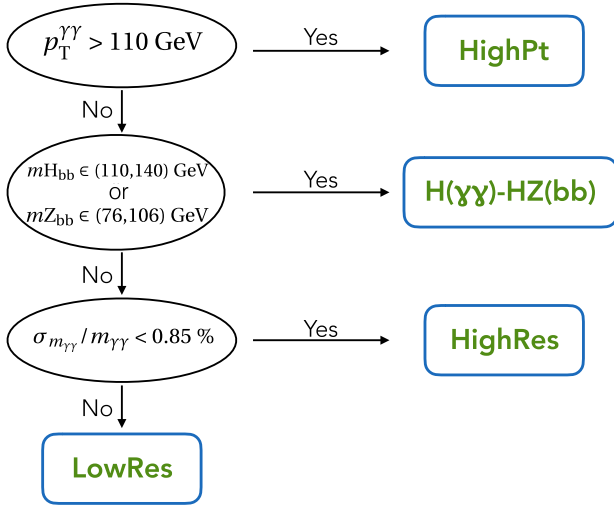 p_T^γγ > 110 GeV
Yes
HighPt
No
mH_bb ∈ (110,140) GeV
or
mZ_bb ∈ (76,106) GeV
Yes
H(γγ)-HZ(bb)
No
σ_m_γγ / m_γγ < 0.85 %
Yes
HighRes
No
LowRes